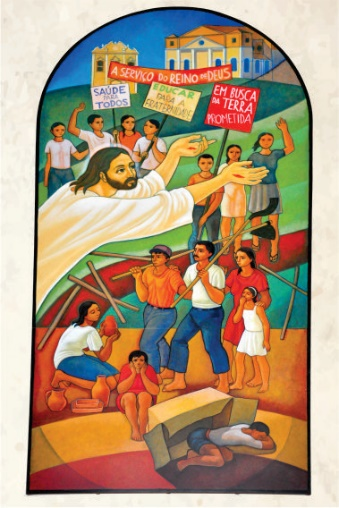 A SERVIÇO DO REINO DE DEUS
SAÚDE
PARA
TODOS
EDUCAR
PARA A
FRATERNIDADE
EM BUSCA
DA TERRA
PROMETIDA